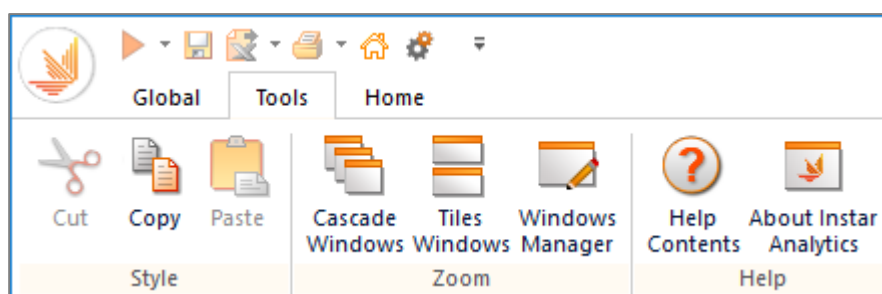 Global Tools Home
Cut Copy Paste Cascade Windows Tiles Windows Windows Manager Help Contents About Instar Analytics
Style Zoom Help